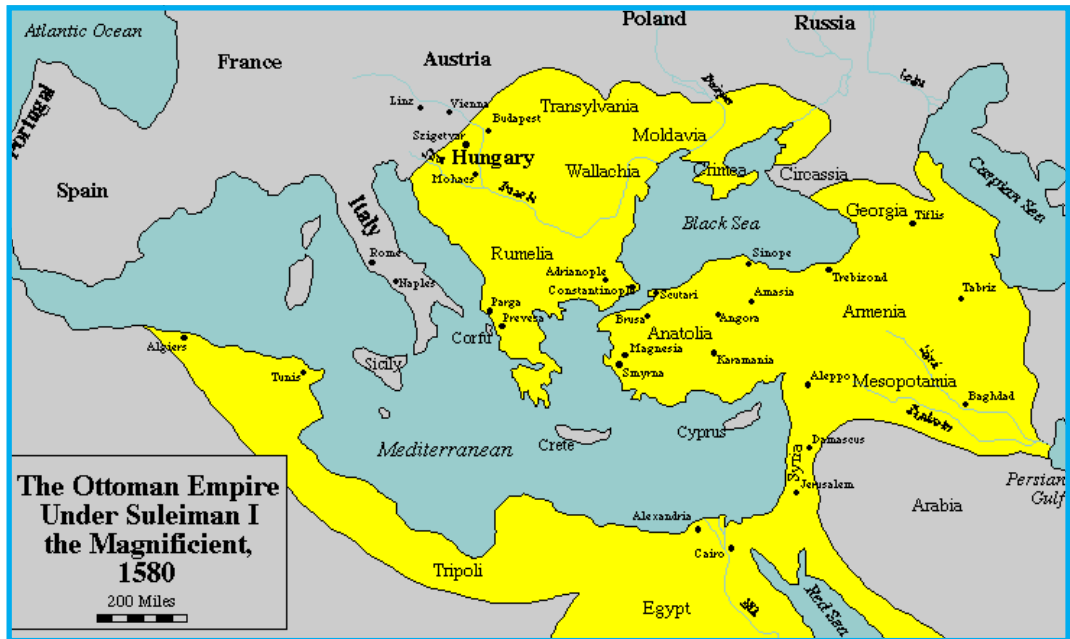 Atlantic Ocean
Portugal
Spain
France
Austria
Poland
Russia
Linz
Vienna
Budapest
Szigetvar
Hungary
Mohacs
Transylvania
Moldavia
Wallachia
Crimea
Circassia
Caspian Sea
Georgia
Tiflis
Black Sea
Italy
Rome
Naples
Rumelia
Adrianople
Constantinople
Scutari
Sinope
Trebizond
Amasia
Armenia
Tabriz
Parga
Prevesa
Corfu
Brusa
Anatolia
Angora
Magnesia
Smyrna
Karamania
Aleppo
Mesopotamia
Baghdad
Algiers
Tunis
Sicily
Mediterranean
Crete
Cyprus
Syria
Damascus
Jerusalem
Persian
Gulf
Arabia
Alexandria
Cairo
Tripoli
Egypt
Red Sea
The Ottoman Empire
Under Suleiman I
the Magnificient,
1580
200 Miles